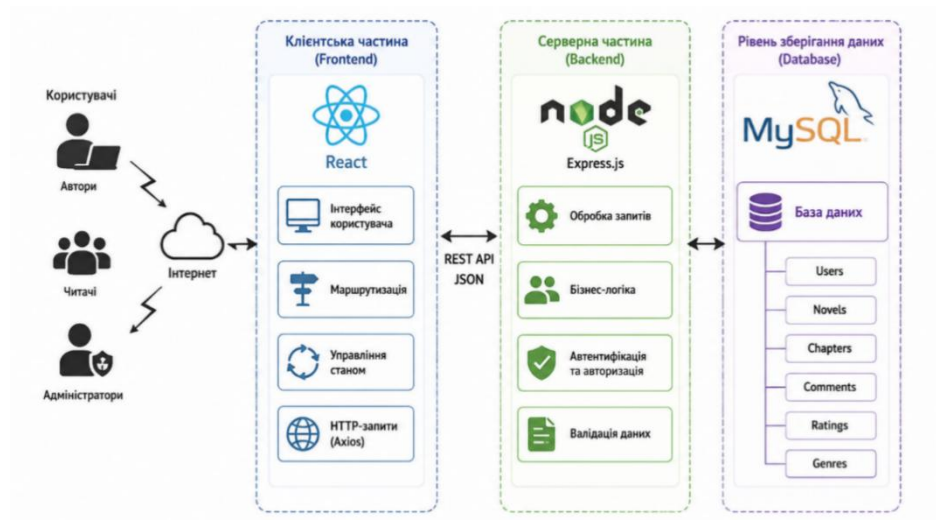 Користувачі
Автори
Читачі
Адміністратори
Інтернет
Клієнтська частина
(Frontend)
React
Інтерфейс
користувача
Маршрутизація
Управління
станом
HTTP-запити
(Axios)
REST API
JSON
Серверна частина
(Backend)
node
JS
Express.js
Обробка запитів
Бізнес-логіка
Автентифікація
та авторизація
Валідація даних
Рівень зберігання даних
(Database)
MySQL
База даних
Users
Novels
Chapters
Comments
Ratings
Genres